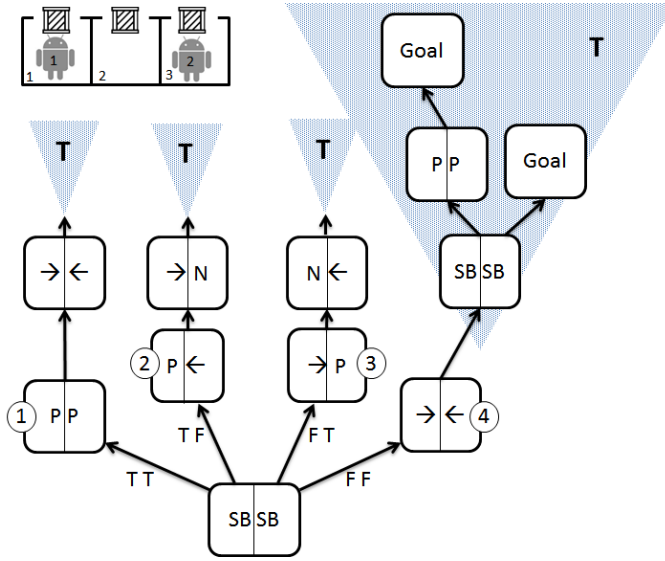 1 2
1 2 3
Goal
T
T
T
T
P P
Goal
→ ←
→ N
N ←
SB SB
2 P ←
→ P 3
1 P P
→ ← 4
T F
F T
T T
F F
SB SB